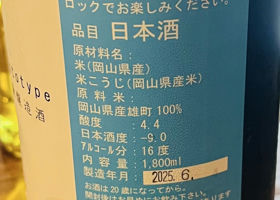 ロックでお楽しみください。
品目 日本酒
原材料名：
米(岡山県産)
米こうじ(岡山県産米)
原料米：
岡山県産雄町 100%
酸度： 4.4
日本酒度： -9.0
アルコール分： 16度
内容量： 1,800ml
製造年月： 2025. 6.
お酒は20歳になってから。
otype
造酒